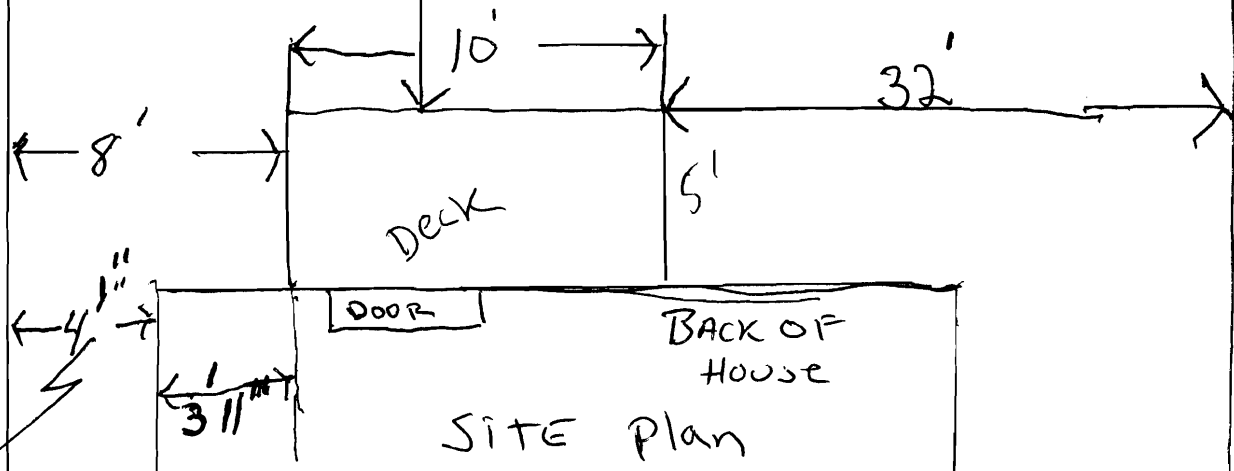 10'
32'
8'
5'
Deck
4' 1"
DOOR
BACK OF
House
3' 11"
SiTE Plan